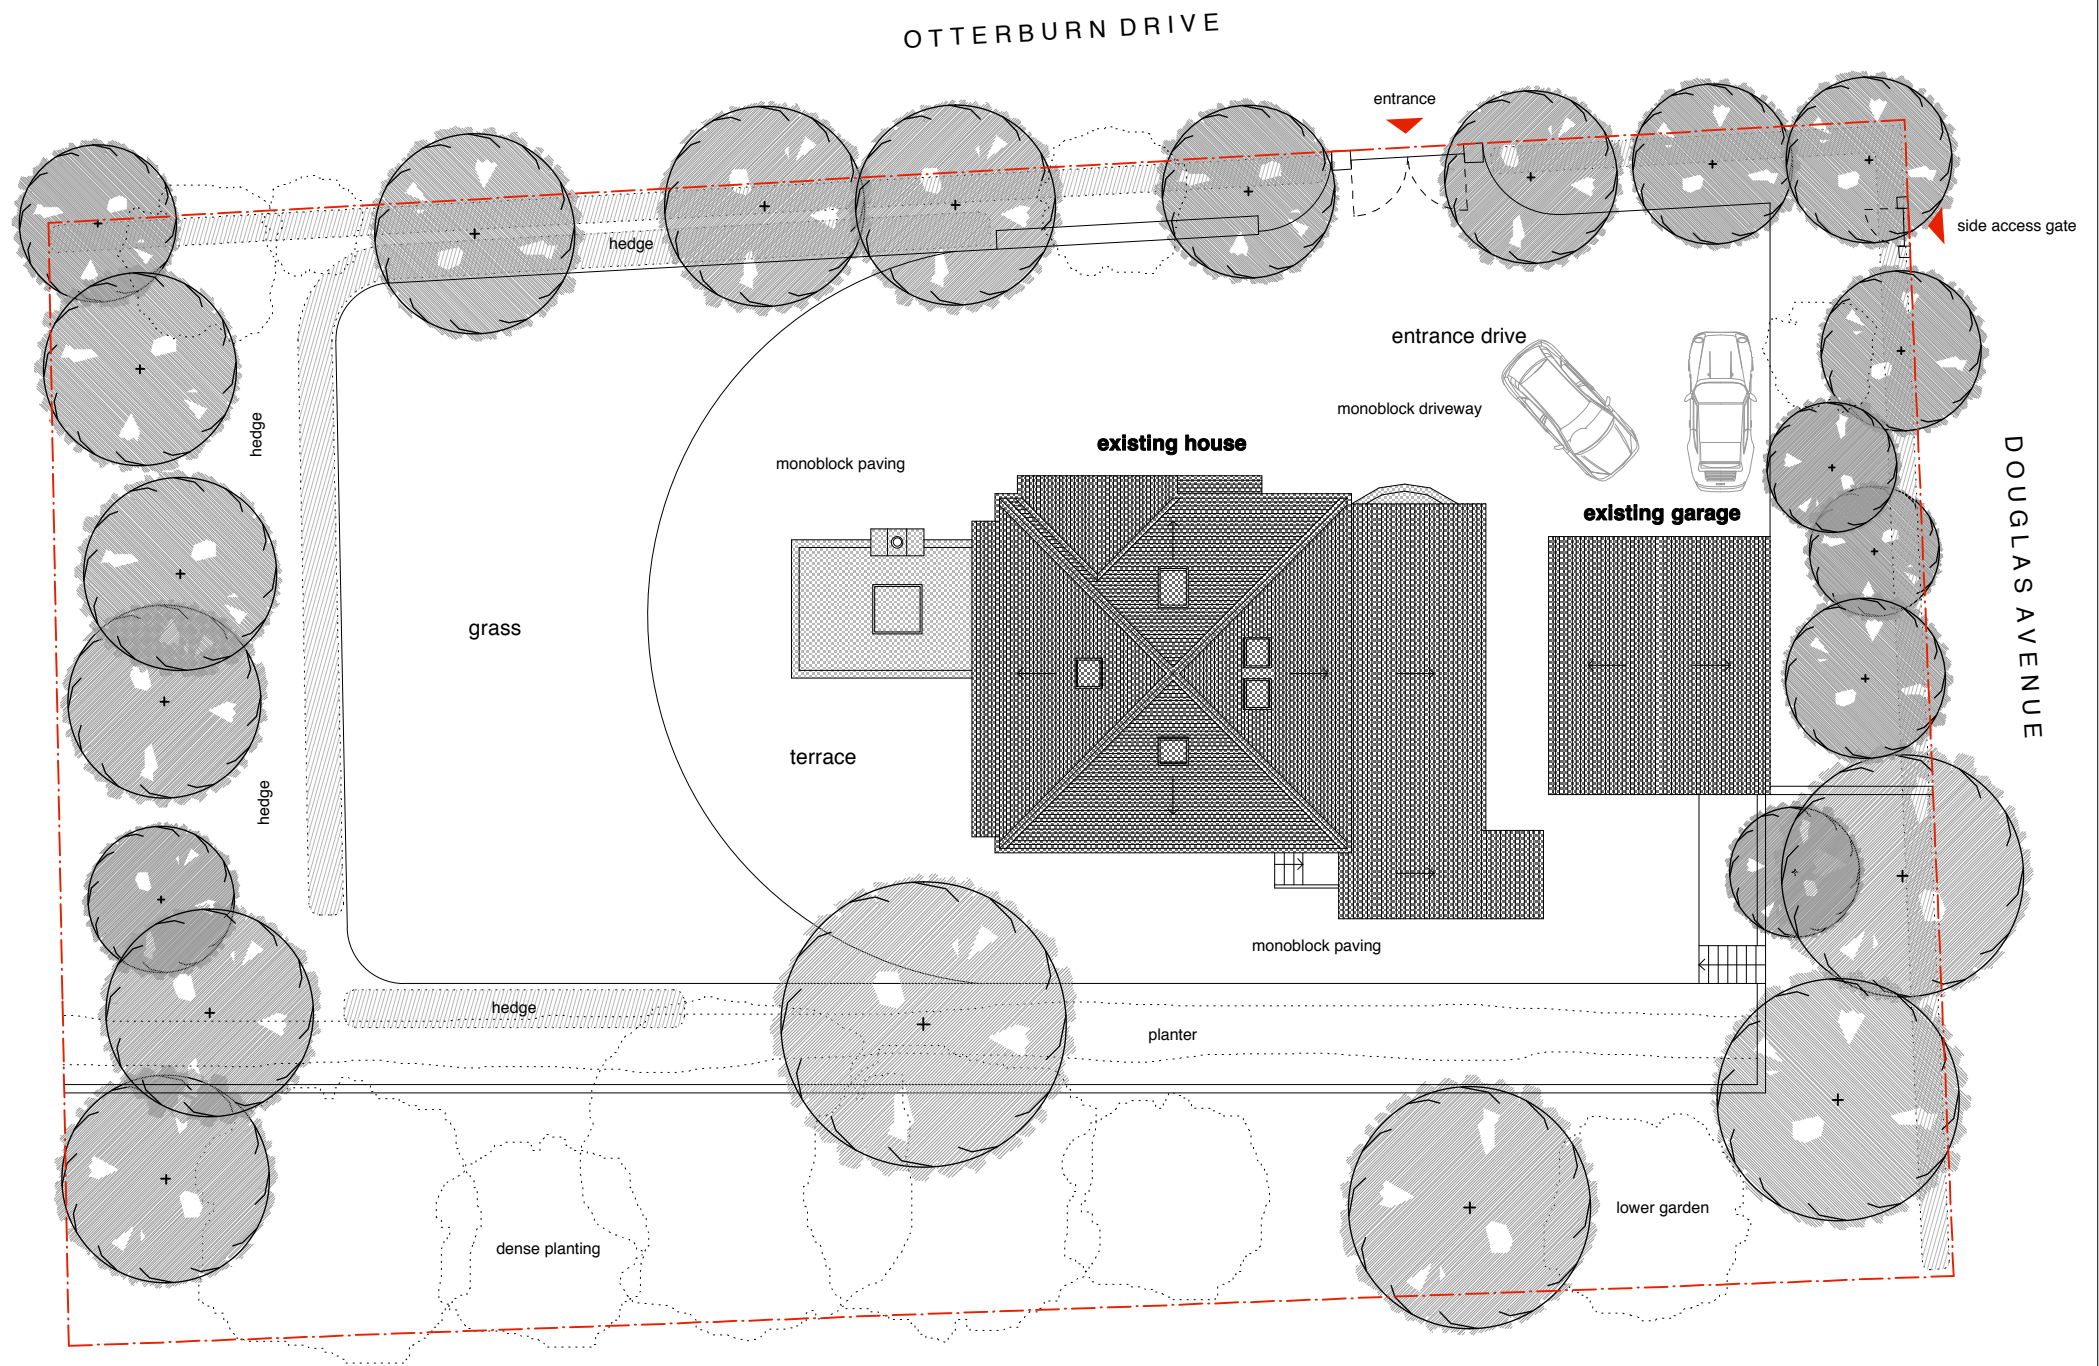 OTTERBURN DRIVE
entrance
side access gate
hedge
entrance drive
monoblock driveway
hedge
existing house
monoblock paving
existing garage
DOUGLAS AVENUE
grass
terrace
hedge
monoblock paving
hedge
planter
lower garden
dense planting